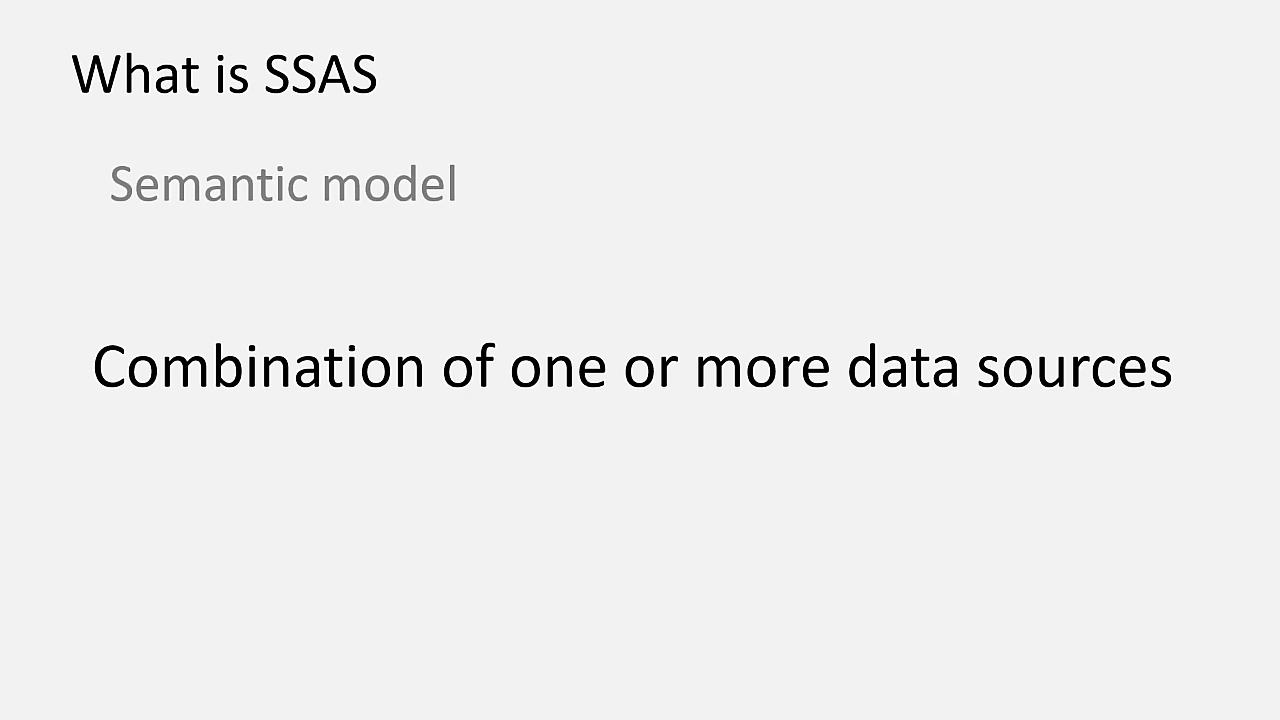 What is SSAS
Semantic model
Combination of one or more data sources